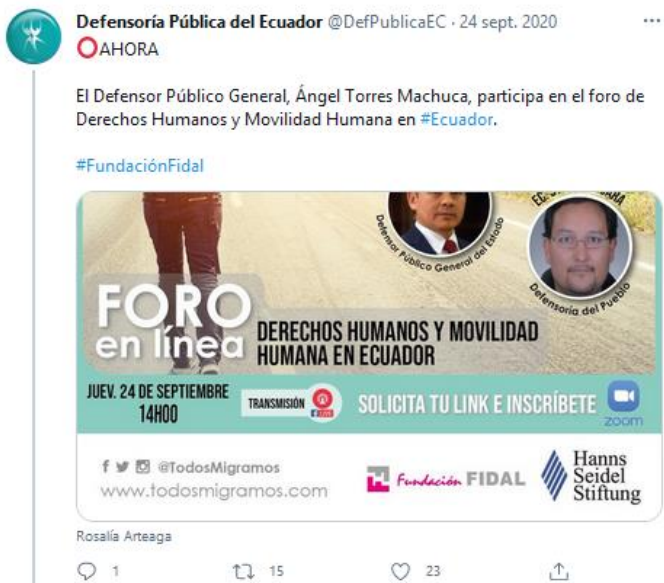 Defensoría Pública del Ecuador @DefPublicaEC · 24 sept. 2020
AHORA
El Defensor Público General, Ángel Torres Machuca, participa en el foro de
Derechos Humanos y Movilidad Humana en #Ecuador.
#FundaciónFidal
Defensor Público General del Estado
Defensoría del Pueblo
FORO
en línea
DERECHOS HUMANOS Y MOVILIDAD
HUMANA EN ECUADOR
JUEV. 24 DE SEPTIEMBRE
14H00
TRANSMISIÓN
LIVE
SOLICITA TU LINK E INSCRÍBETE
zoom
@TodosMigramos
www.todosmigramos.com
Fundación FIDAL
Hanns
Seidel
Stiftung
Rosalía Arteaga
1 15 23